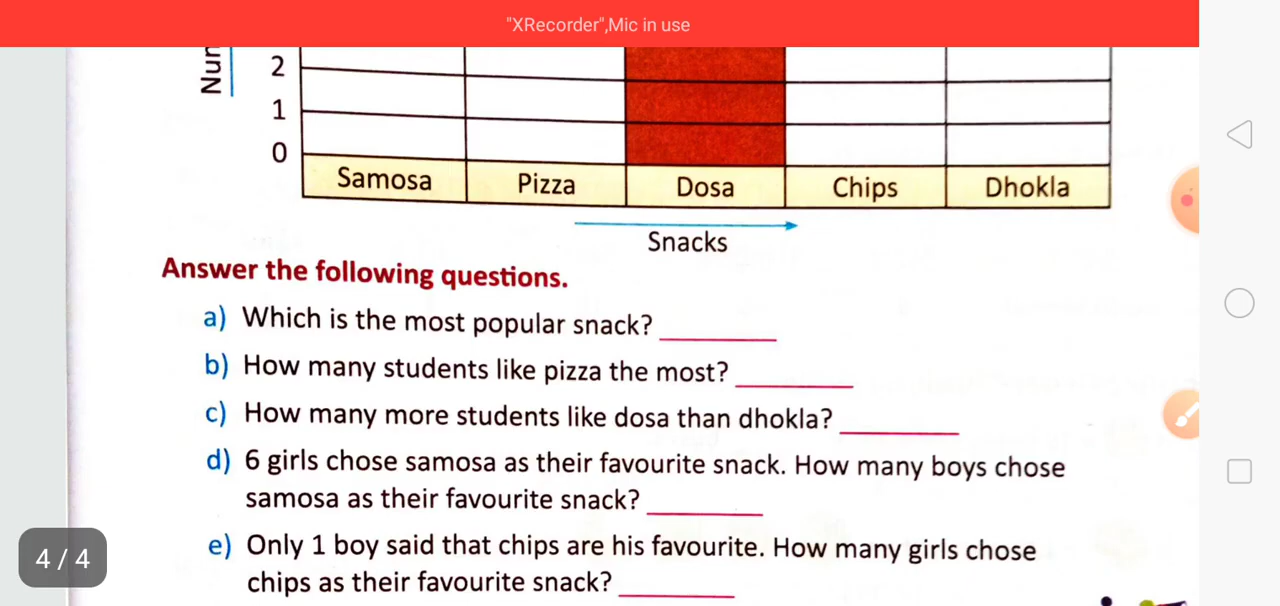 "XRecorder",Mic in use
Num
2
1
0
Samosa Pizza Dosa Chips Dhokla
Snacks
Answer the following questions.
a) Which is the most popular snack?
b) How many students like pizza the most?
c) How many more students like dosa than dhokla?
d) 6 girls chose samosa as their favourite snack. How many boys chose
samosa as their favourite snack?
e) Only 1 boy said that chips are his favourite. How many girls chose
chips as their favourite snack?
4 / 4